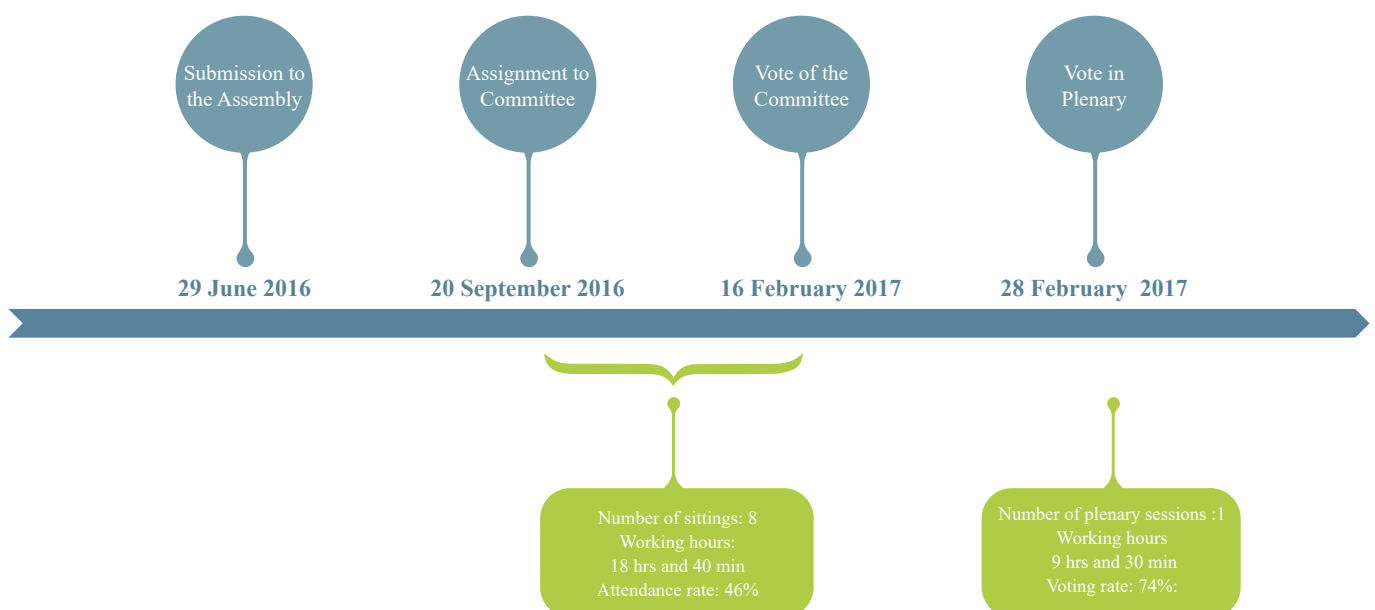 Submission to
the Assembly
Assignment to
Committee
Vote of the
Committee
Vote in
Plenary
29 June 2016
20 September 2016
16 February 2017
28 February 2017
Number of sittings: 8
Working hours:
18 hrs and 40 min
Attendance rate: 46%
Number of plenary sessions :1
Working hours
9 hrs and 30 min
Voting rate: 74%: